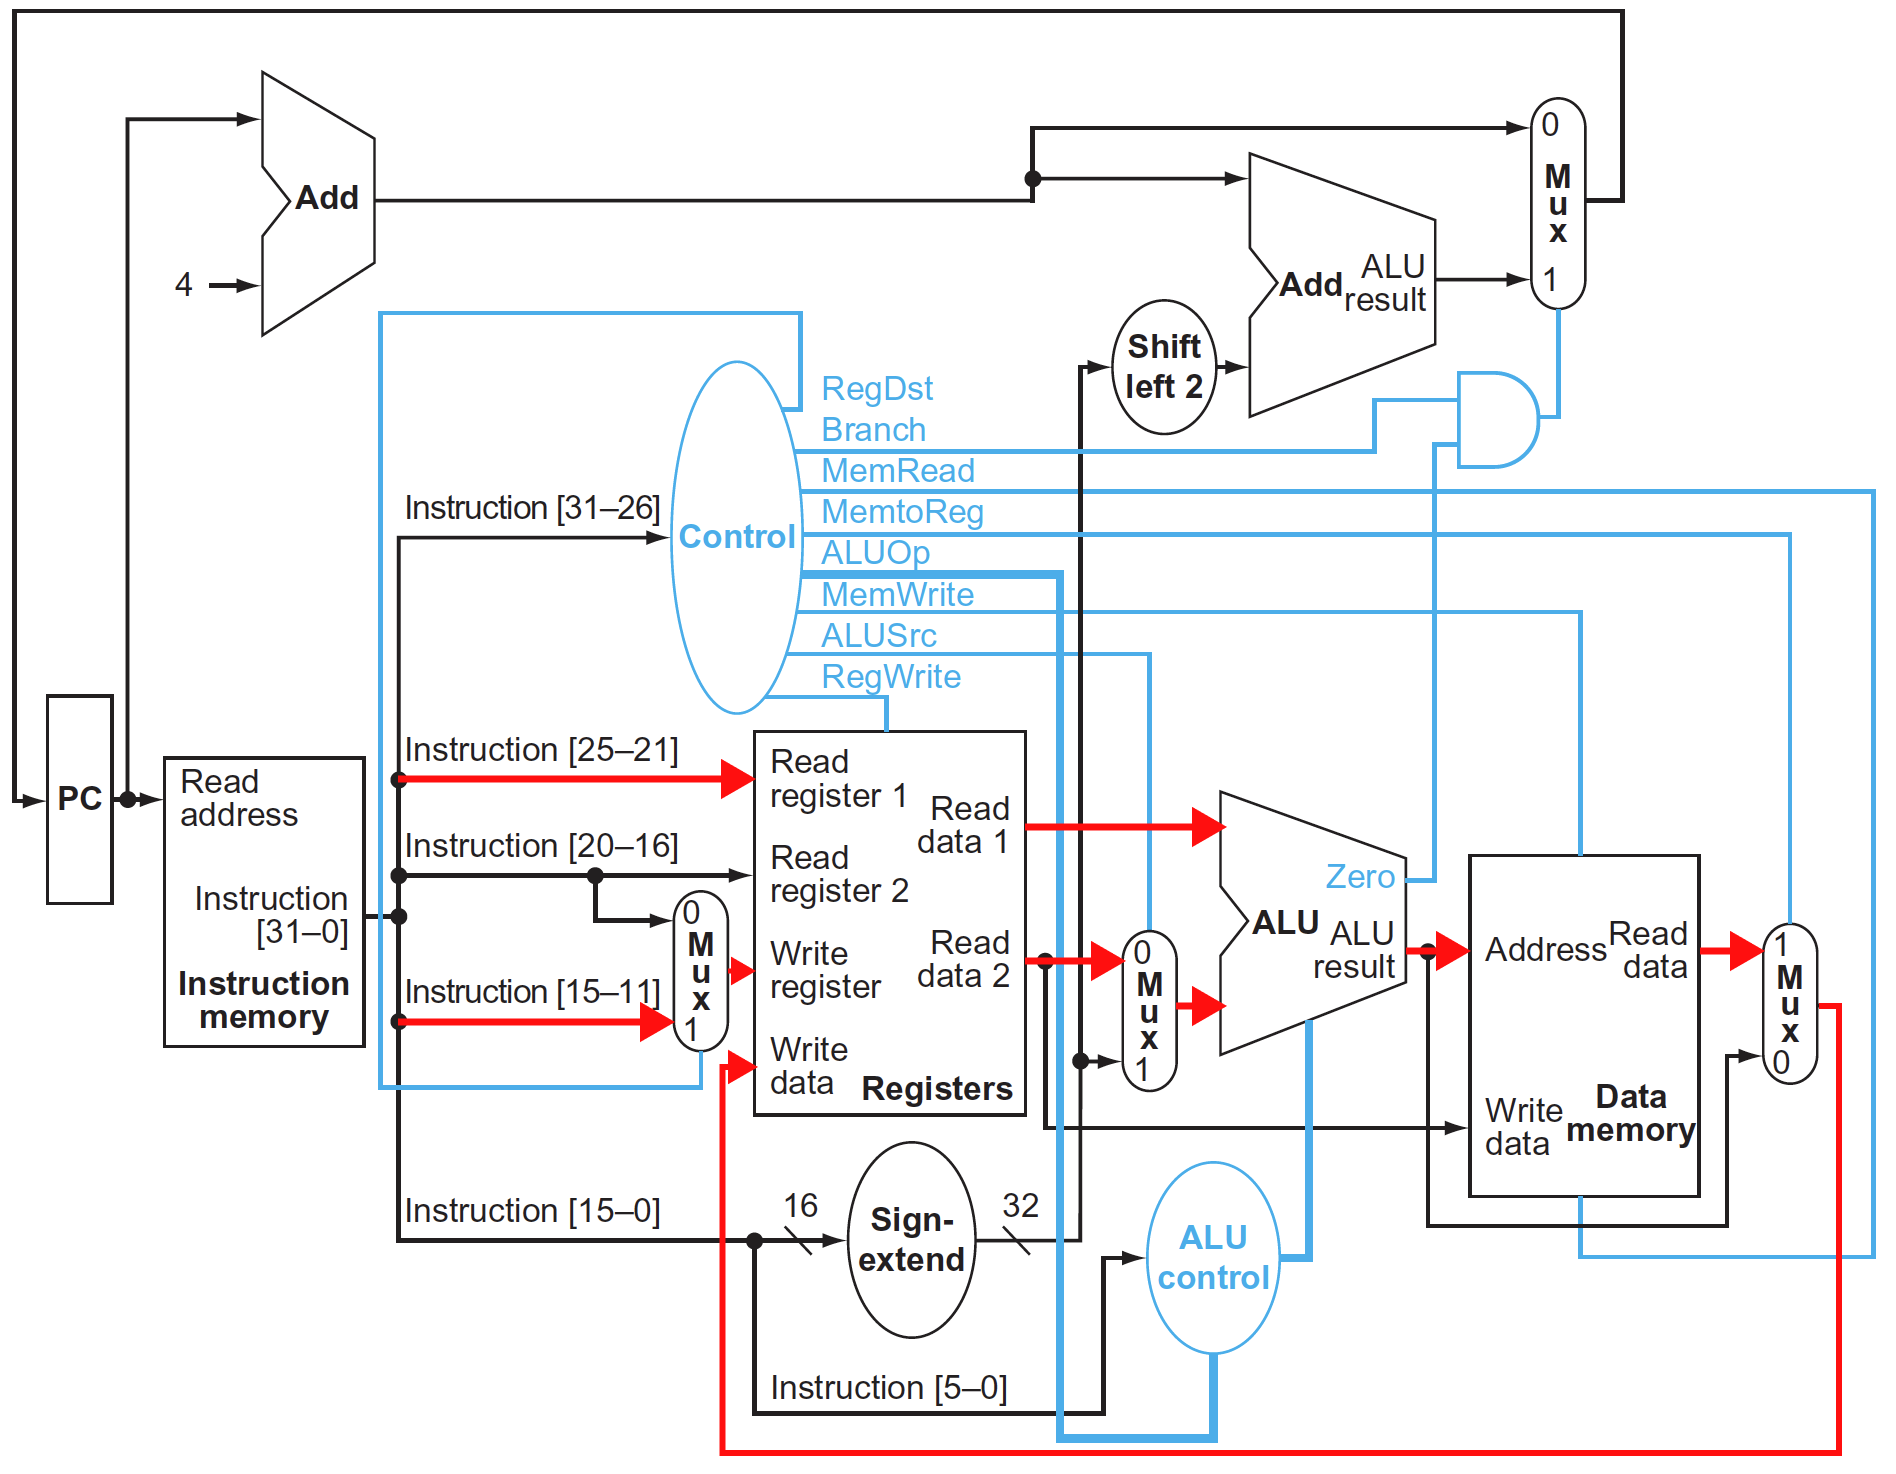 0
M
u
x
1
Add
ALU
Add result
4
Shift
left 2
RegDst
Branch
MemRead
Instruction [31–26]
MemtoReg
Control
ALUOp
MemWrite
ALUSrc
RegWrite
PC
Read
address
Instruction
[31–0]
Instruction
memory
Instruction [25–21]
Instruction [20–16]
Instruction [15–11]
0
M
u
x
1
Read
register 1
Read
data 1
Read
register 2
Write
register
Read
data 2
Write
data
Registers
0
M
u
x
1
Zero
ALU
ALU
result
Address
Read
data
Write
data
Data
memory
1
M
u
x
0
Instruction [15–0]
16
Sign-
extend
32
ALU
control
Instruction [5–0]